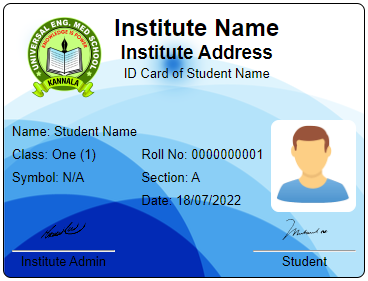 Institute Name
Institute Address
ID Card of Student Name
UNIVERSAL ENG. MED SCHOOL
KNOWLEDGE IS POWER
KANNALA
Name: Student Name
Class: One (1)
Roll No: 0000000001
Symbol: N/A
Section: A
Date: 18/07/2022
Institute Admin
Student